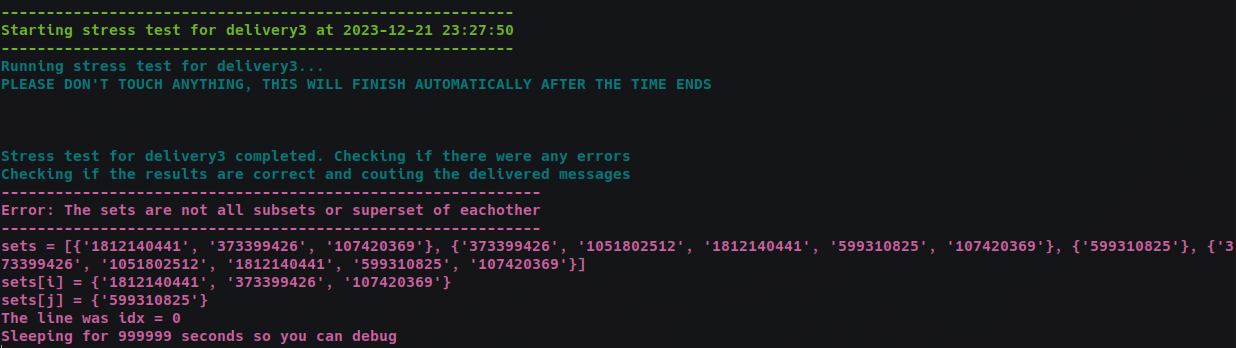 ---------------------------------------------------------
Starting stress test for delivery3 at 2023-12-21 23:27:50
---------------------------------------------------------
Running stress test for delivery3...
PLEASE DON'T TOUCH ANYTHING, THIS WILL FINISH AUTOMATICALLY AFTER THE TIME ENDS
Stress test for delivery3 completed. Checking if there were any errors
Checking if the results are correct and couting the delivered messages
------------------------------------------------------------
Error: The sets are not all subsets or superset of eachother
------------------------------------------------------------
sets = [{'1812140441', '373399426', '107420369'}, {'373399426', '1051802512', '1812140441', '599310825', '107420369'}, {'599310825'}, {'3
73399426', '1051802512', '1812140441', '599310825', '107420369'}]
sets[i] = {'1812140441', '373399426', '107420369'}
sets[j] = {'599310825'}
The line was idx = 0
Sleeping for 999999 seconds so you can debug